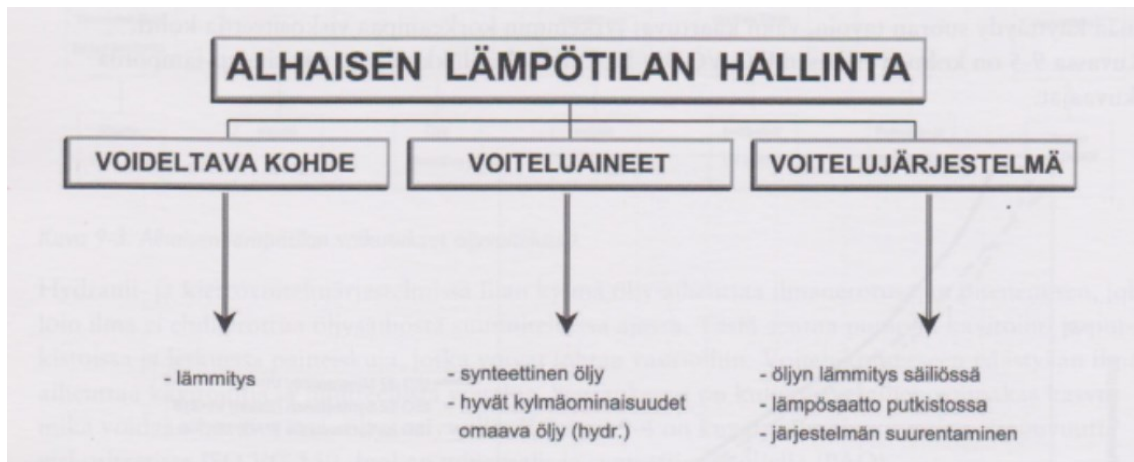 ALHAISEN LÄMPÖTILAN HALLINTA
VOIDELTAVA KOHDE
VOITELUAINEET
VOITELUJÄRJESTELMÄ
- lämmitys
- synteettinen öljy
- hyvät kylmäominaisuudet
omaava öljy (hydr.)
- öljyn lämmitys säiliössä
- lämpösaatto putkistossa
- järjestelmän suurentaminen